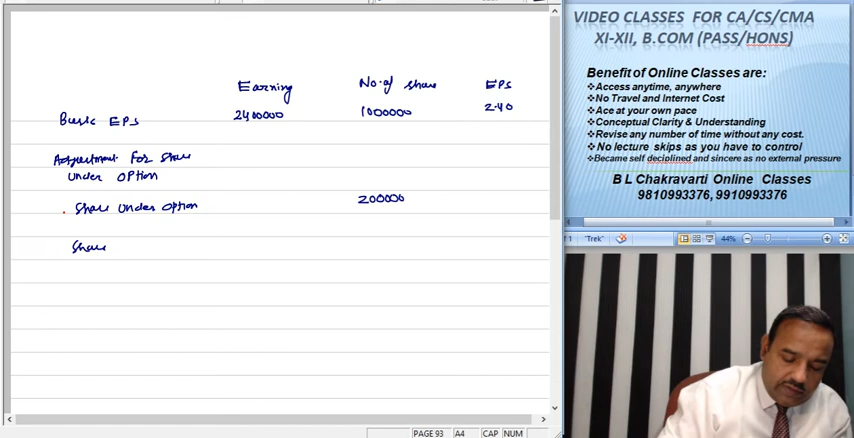 Earning No. of share EPS
Basic EPS 2400000 1000000 2.40
Adjustment For share
under option
. share under option 200000
share
PAGE 93 A4 CAP NUM
VIDEO CLASSES FOR CA/CS/CMA
XI-XII, B.COM (PASS/HONS)
Benefit of Online Classes are:
❖Access anytime, anywhere
❖No Travel and Internet Cost
❖Ace at your own pace
❖Conceptual Clarity & Understanding
❖Revise any number of time without any cost.
❖No lecture skips as you have to control
❖Became self deciplined and sincere as no external pressure
B L Chakravarti Online Classes
9810993376, 9910993376
of 1 'Trek' 44%